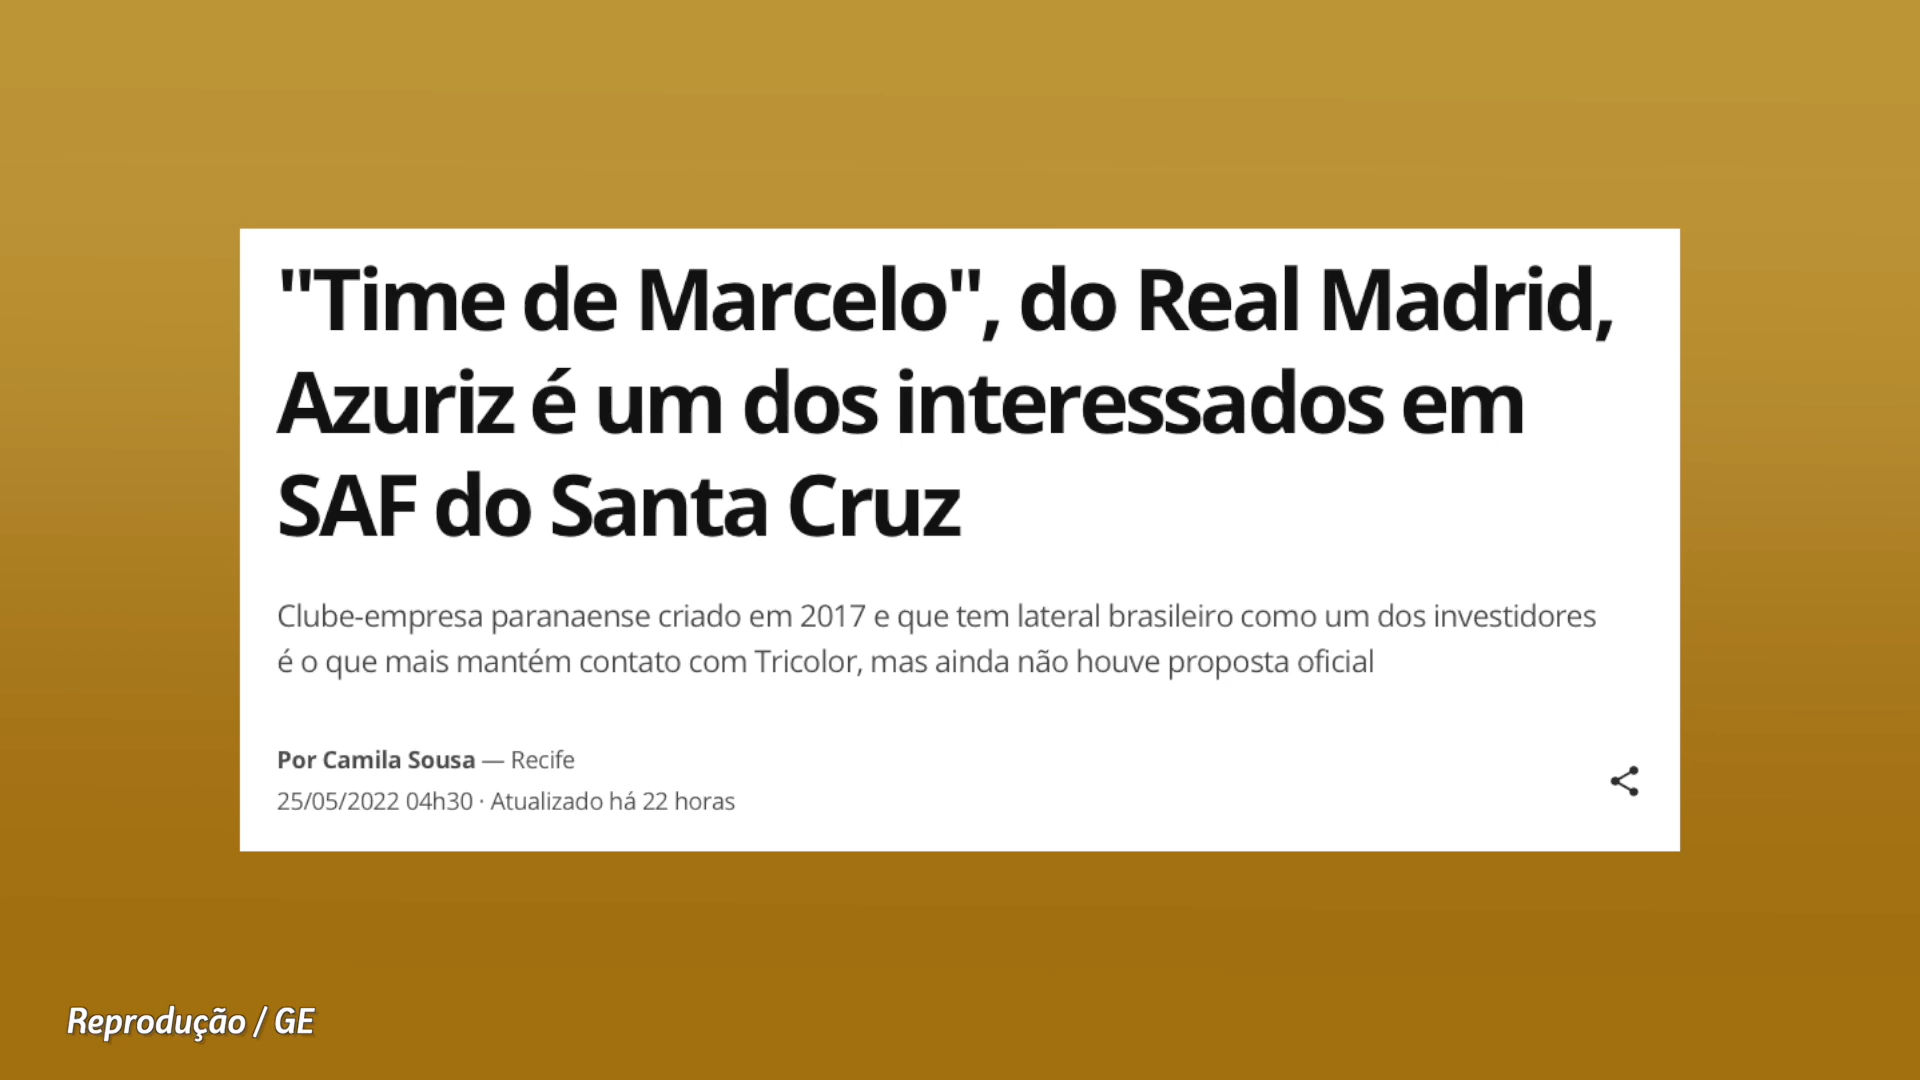 "Time de Marcelo", do Real Madrid,
Azuriz é um dos interessados em
SAF do Santa Cruz
Clube-empresa paranaense criado em 2017 e que tem lateral brasileiro como um dos investidores
é o que mais mantém contato com Tricolor, mas ainda não houve proposta oficial
Por Camila Sousa — Recife
25/05/2022 04h30 · Atualizado há 22 horas
Reprodução / GE